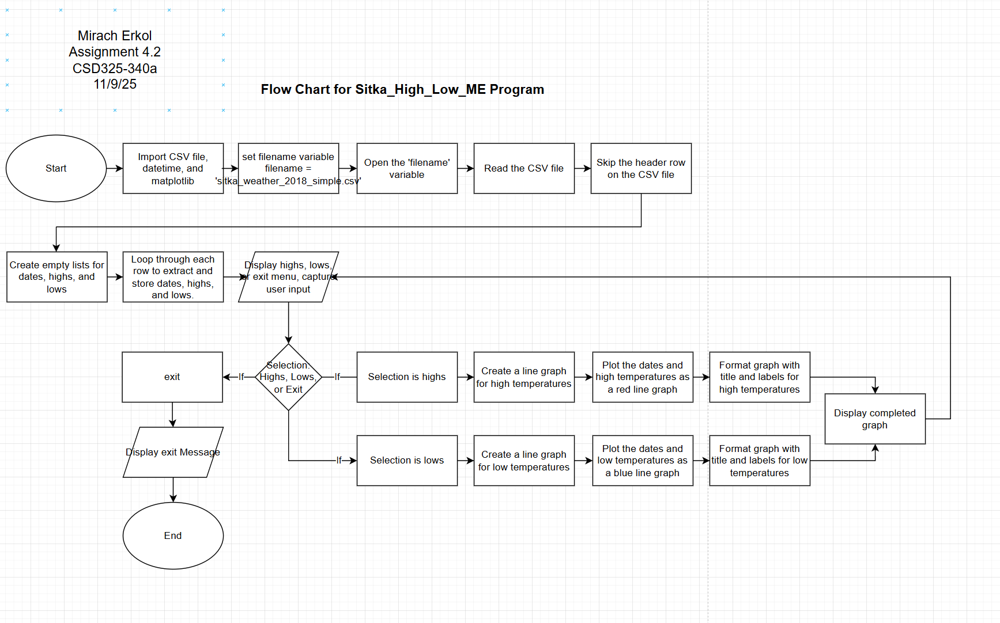 Mirach Erkol
Assignment 4.2
CSD325-340a
11/9/25
Flow Chart for Sitka_High_Low_ME Program
Start
Import CSV file,
datetime, and
matplotlib
set filename variable
filename =
'sitka_weather_2018_simple.csv'
Open the 'filename'
variable
Read the CSV file
Skip the header row
on the CSV file
Create empty lists for
dates, highs, and
lows
Loop through each
row to extract and
store dates, highs,
and lows.
Display highs, lows,
or exit menu, capture
user input
exit
If
Selection:
Highs, Lows,
or Exit
If
Selection is highs
Create a line graph
for high temperatures
Plot the dates and
high temperatures as
a red line graph
Format graph with
title and labels for
high temperatures
Display completed
graph
Display exit Message
If
Selection is lows
Create a line graph
for low temperatures
Plot the dates and
low temperatures as
a blue line graph
Format graph with
title and labels for low
temperatures
End